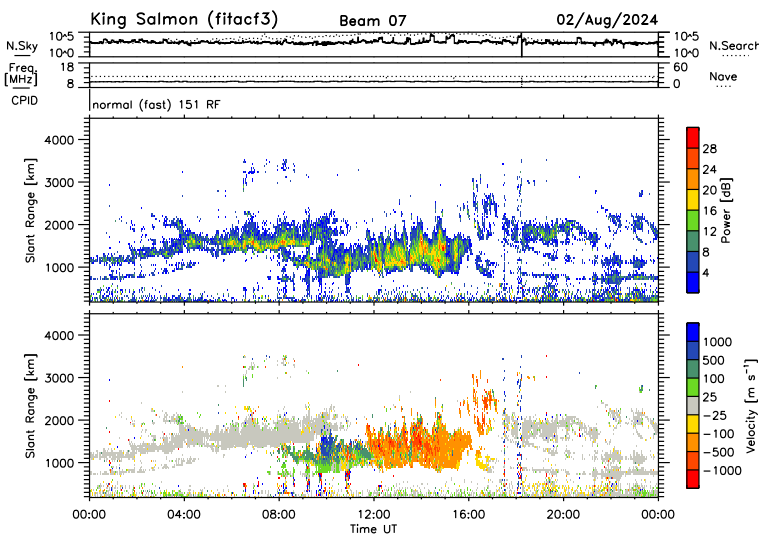 King Salmon (fitacf3) Beam 07 02/Aug/2024
N.Sky 10^5 10^0 10^5 10^0 N.Search
Freq. [MHz] 18 8 60 0 Nave
CPID normal (fast) 151 RF
Slant Range [km] 4000 3000 2000 1000
Power [dB] 28 24 20 16 12 8 4
Slant Range [km] 4000 3000 2000 1000
Velocity [m s⁻¹] 1000 500 100 25 −25 −100 −500 −1000
00:00 04:00 08:00 12:00 16:00 20:00 00:00
Time UT